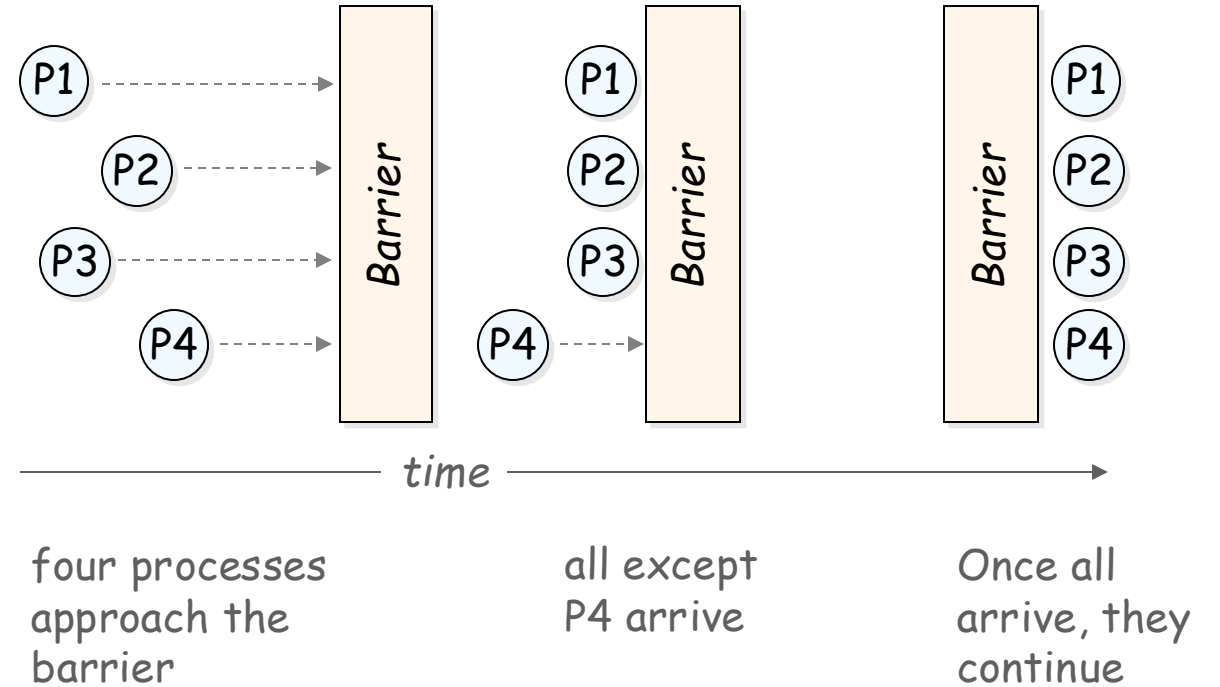 P1
P2
P3
P4
Barrier
P1
P2
P3
P4
Barrier
Barrier
P1
P2
P3
P4
time
four processes
approach the
barrier
all except
P4 arrive
Once all
arrive, they
continue